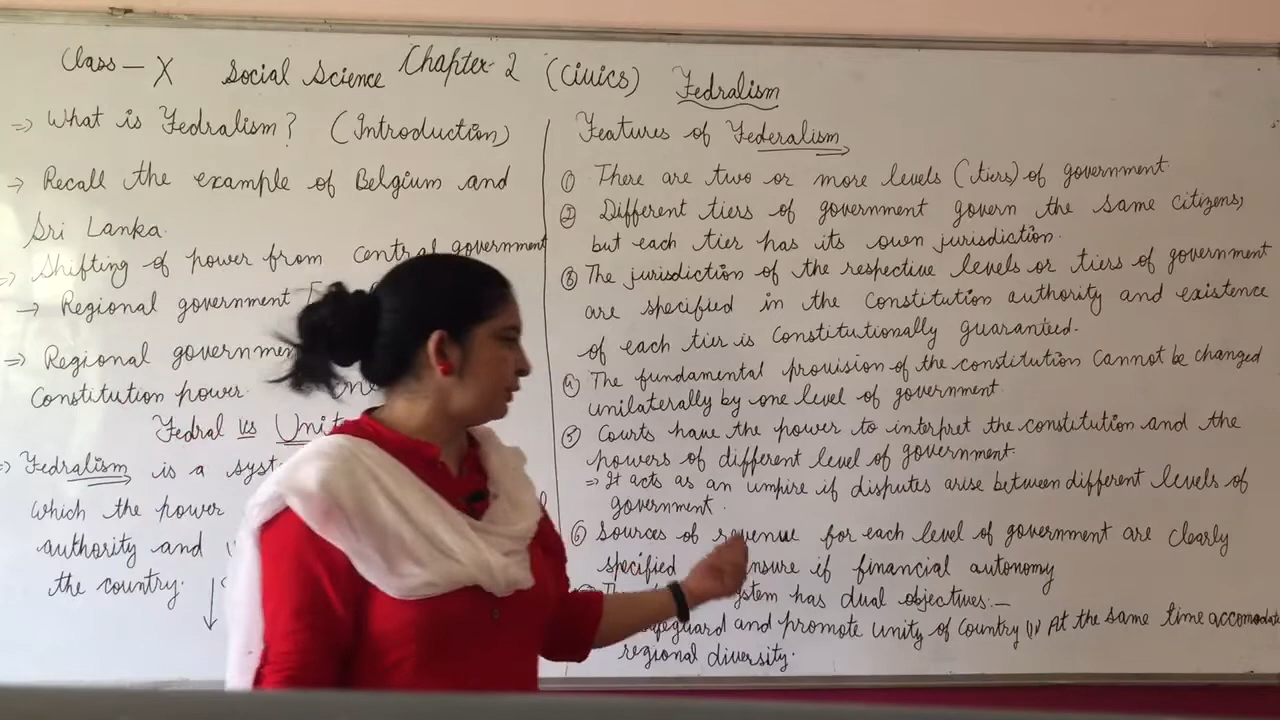 Class - X Social Science Chapter-2 (Civics) Fedralism
=> What is Fedralism? (Introduction)
→ Recall the example of Belgium and
Sri Lanka.
=> Shifting of power from central government
→ Regional government
=> Regional
Constitution power.
Fedral vs
=> Fedralism is a
which the power
authority and
the country.
Features of Federalism
① There are two or more levels (tiers) of government.
② Different tiers of government govern the same citizens,
but each tier has its own jurisdiction.
③ The jurisdiction of the respective levels or tiers of government
are specified in the Constitution authority and existence
of each tier is Constitutionally guaranteed.
④ The fundamental provision of the constitution cannot be changed
unilaterally by one level of government.
⑤ Courts have the power to interpret the constitution and the
powers of different level of government.
=> It acts as an umpire if disputes arise between different levels of
government.
⑥ Sources of revenue for each level of government are clearly
specified if financial autonomy
has dual objectives:-
and promote unity of Country (ii) At the same time accomodate
regional diversity.